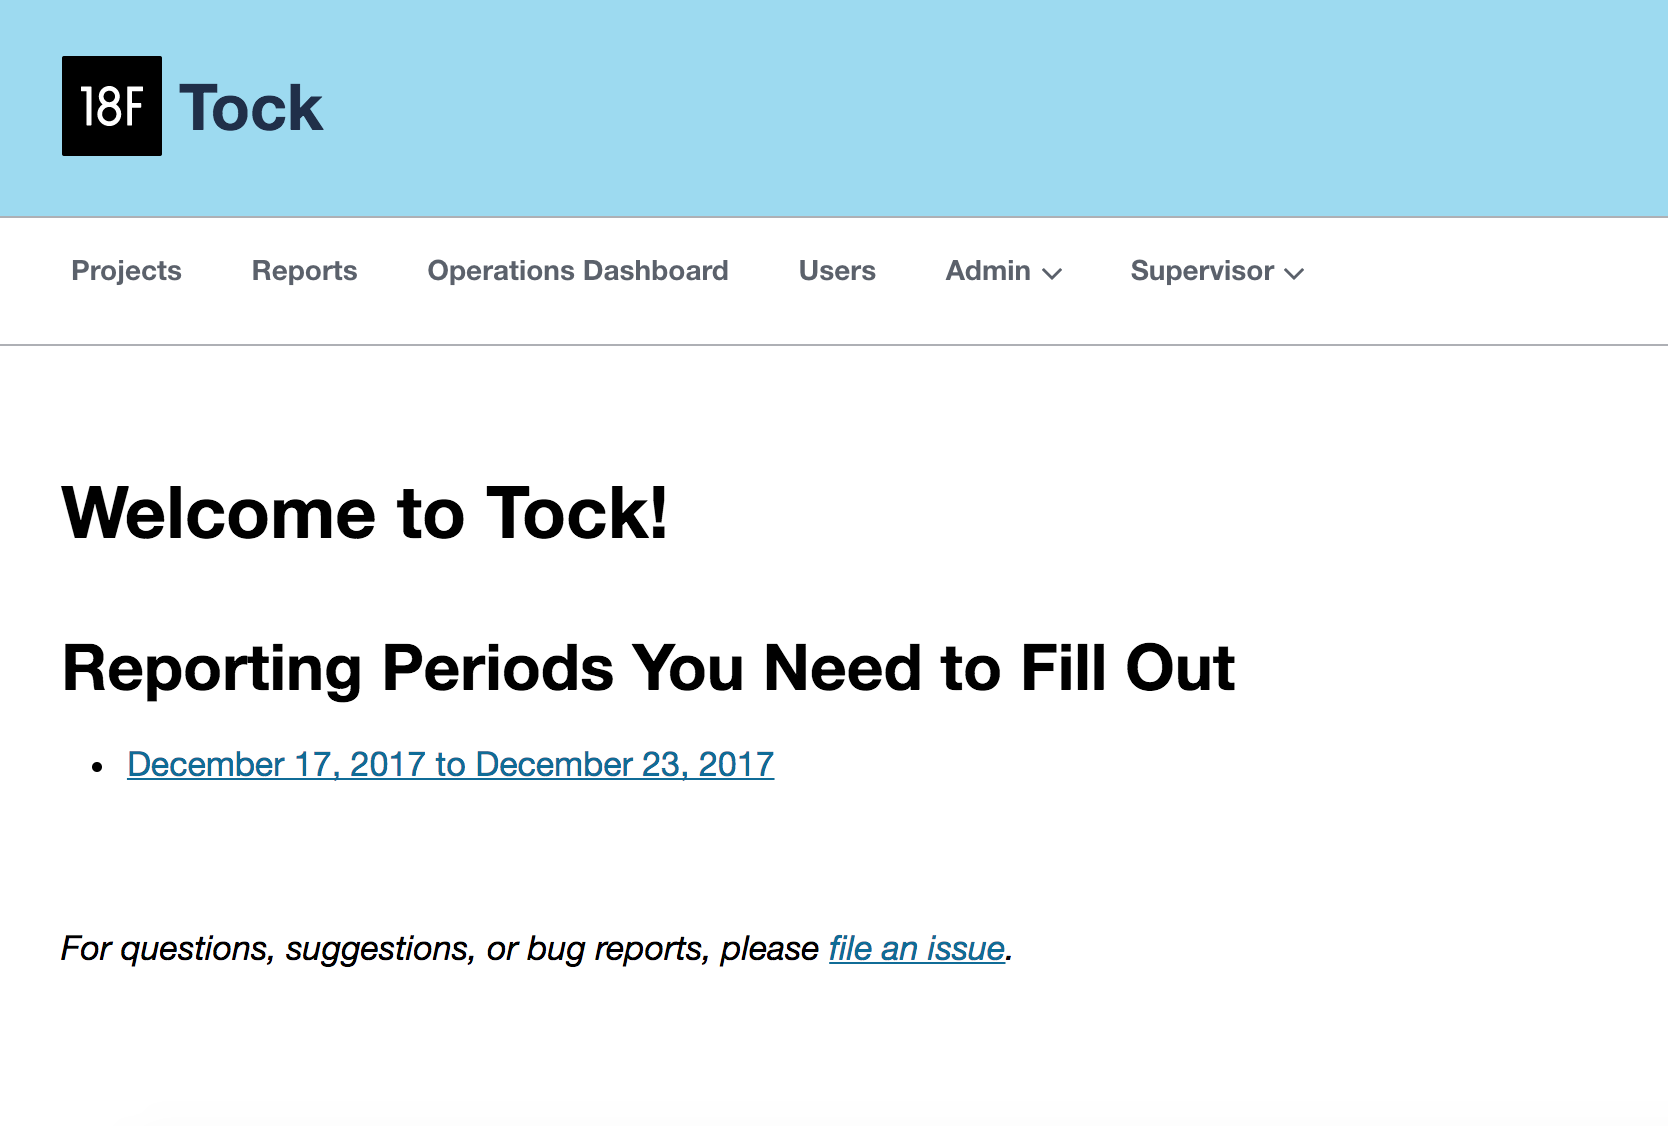 18F Tock
Projects Reports Operations Dashboard Users Admin Supervisor
Welcome to Tock!
Reporting Periods You Need to Fill Out
• December 17, 2017 to December 23, 2017
For questions, suggestions, or bug reports, please file an issue.